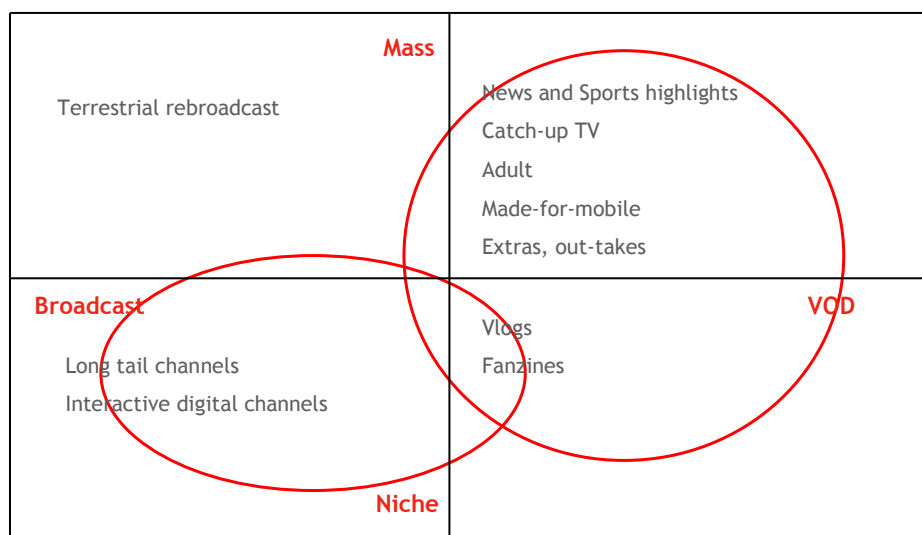 Mass
Terrestrial rebroadcast
News and Sports highlights
Catch-up TV
Adult
Made-for-mobile
Extras, out-takes
Broadcast
VOD
Long tail channels
Interactive digital channels
Vlogs
Fanzines
Niche